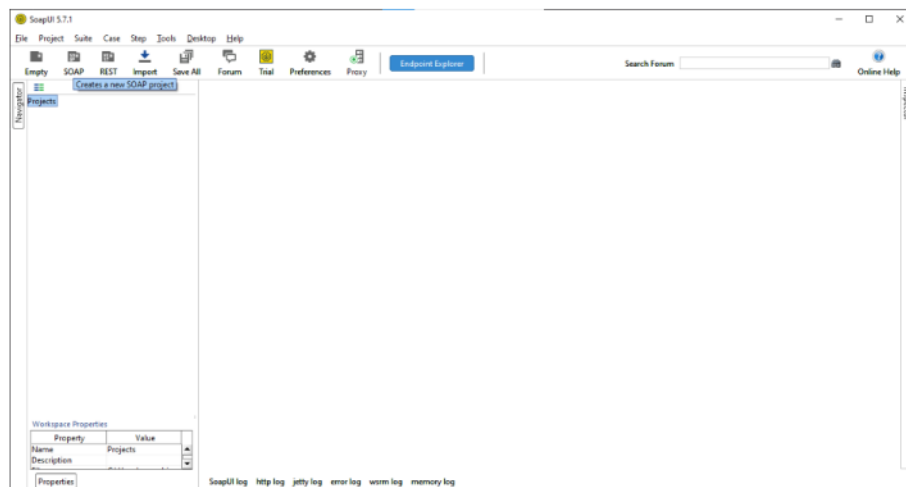 SoapUI 5.7.1
File Project Suite Case Step Tools Desktop Help
Empty SOAP REST Import Save All Forum Trial Preferences Proxy Endpoint Explorer Search Forum Online Help
Creates a new SOAP project
Navigator
Projects
Workspace Properties
Property Value
Name Projects
Description
Properties
SoapUI log http log jetty log error log wsrm log memory log